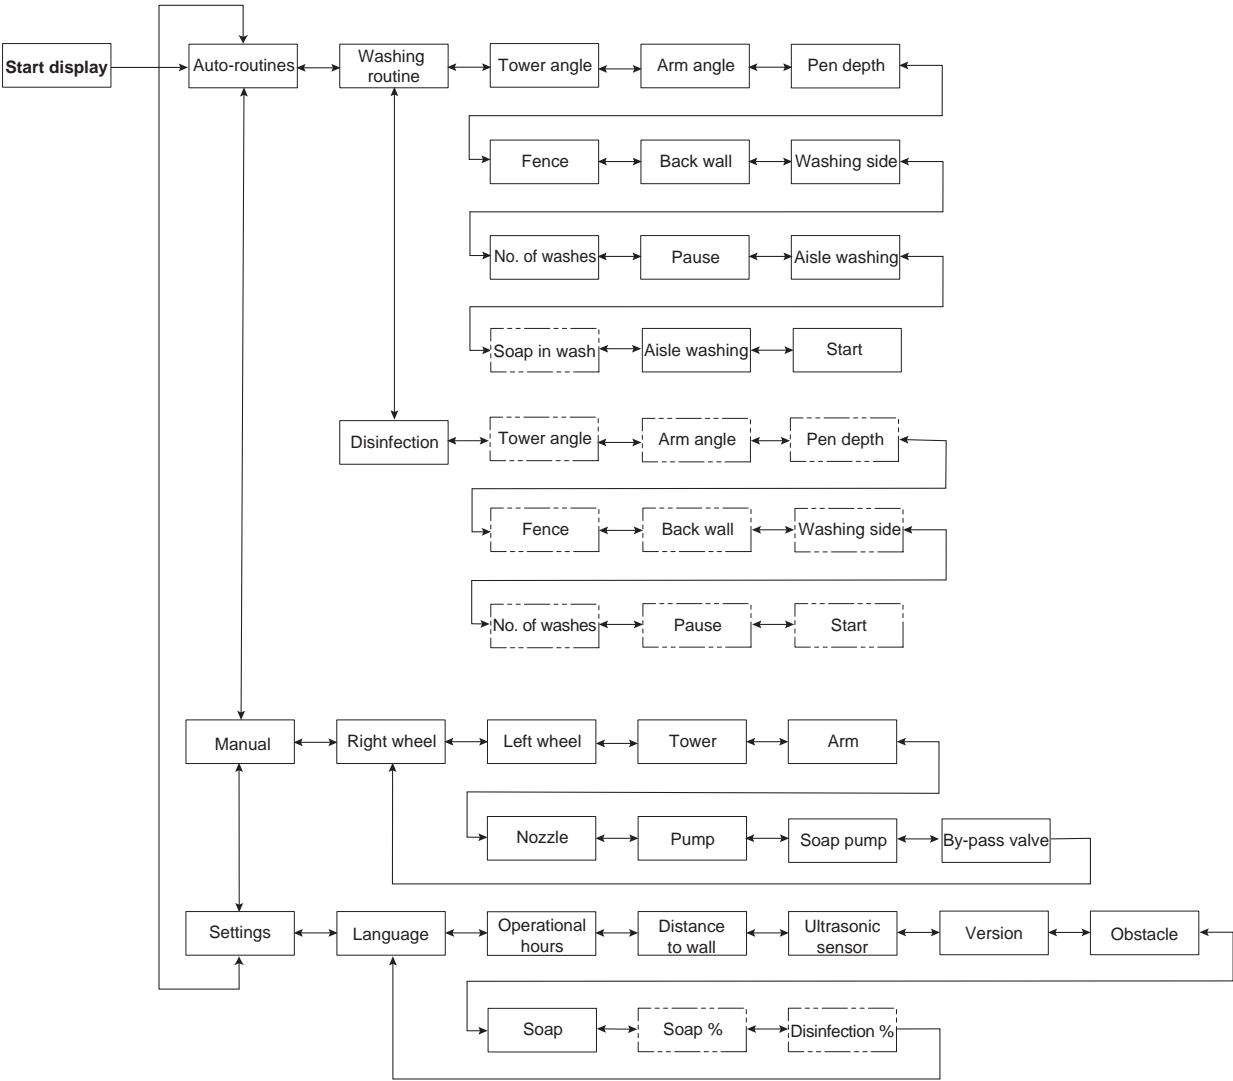 Start display
Auto-routines
Washing
routine
Tower angle
Arm angle
Pen depth
Fence
Back wall
Washing side
No. of washes
Pause
Aisle washing
Soap in wash
Aisle washing
Start
Disinfection
Tower angle
Arm angle
Pen depth
Fence
Back wall
Washing side
No. of washes
Pause
Start
Manual
Right wheel
Left wheel
Tower
Arm
Nozzle
Pump
Soap pump
By-pass valve
Settings
Language
Operational
hours
Distance
to wall
Ultrasonic
sensor
Version
Obstacle
Soap
Soap %
Disinfection %